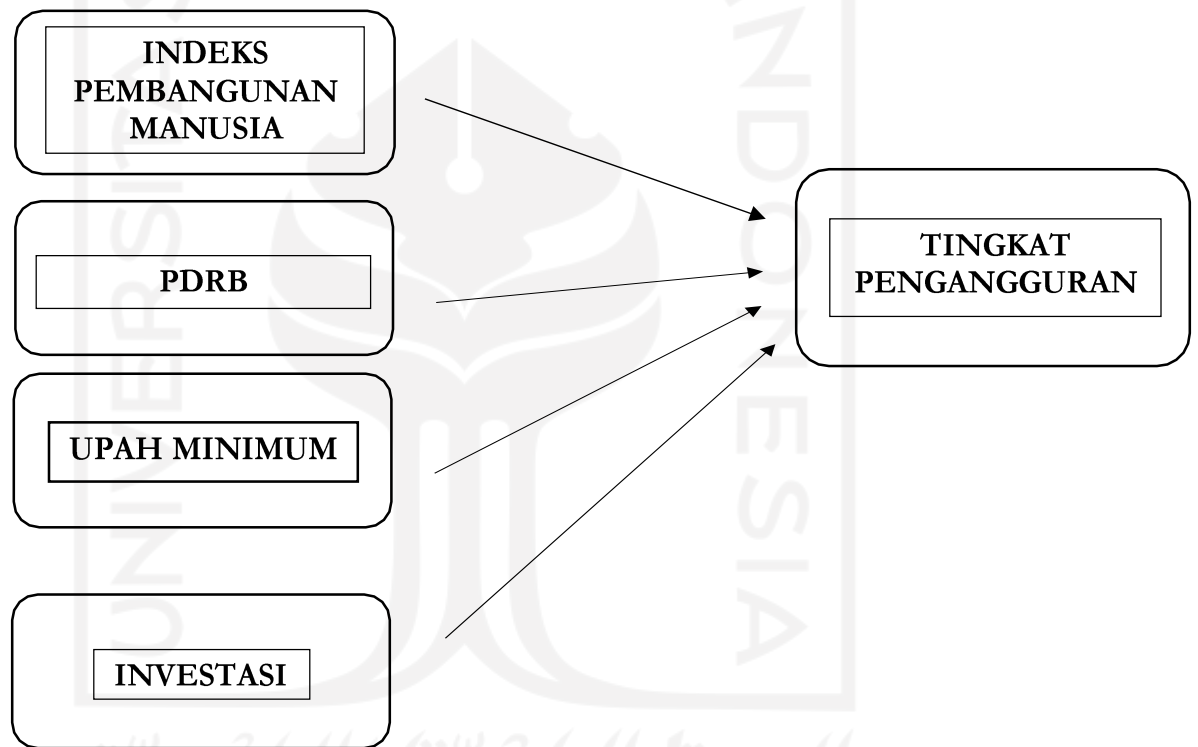 INDEKS
PEMBANGUNAN
MANUSIA
PDRB
UPAH MINIMUM
INVESTASI
TINGKAT
PENGANGGURAN